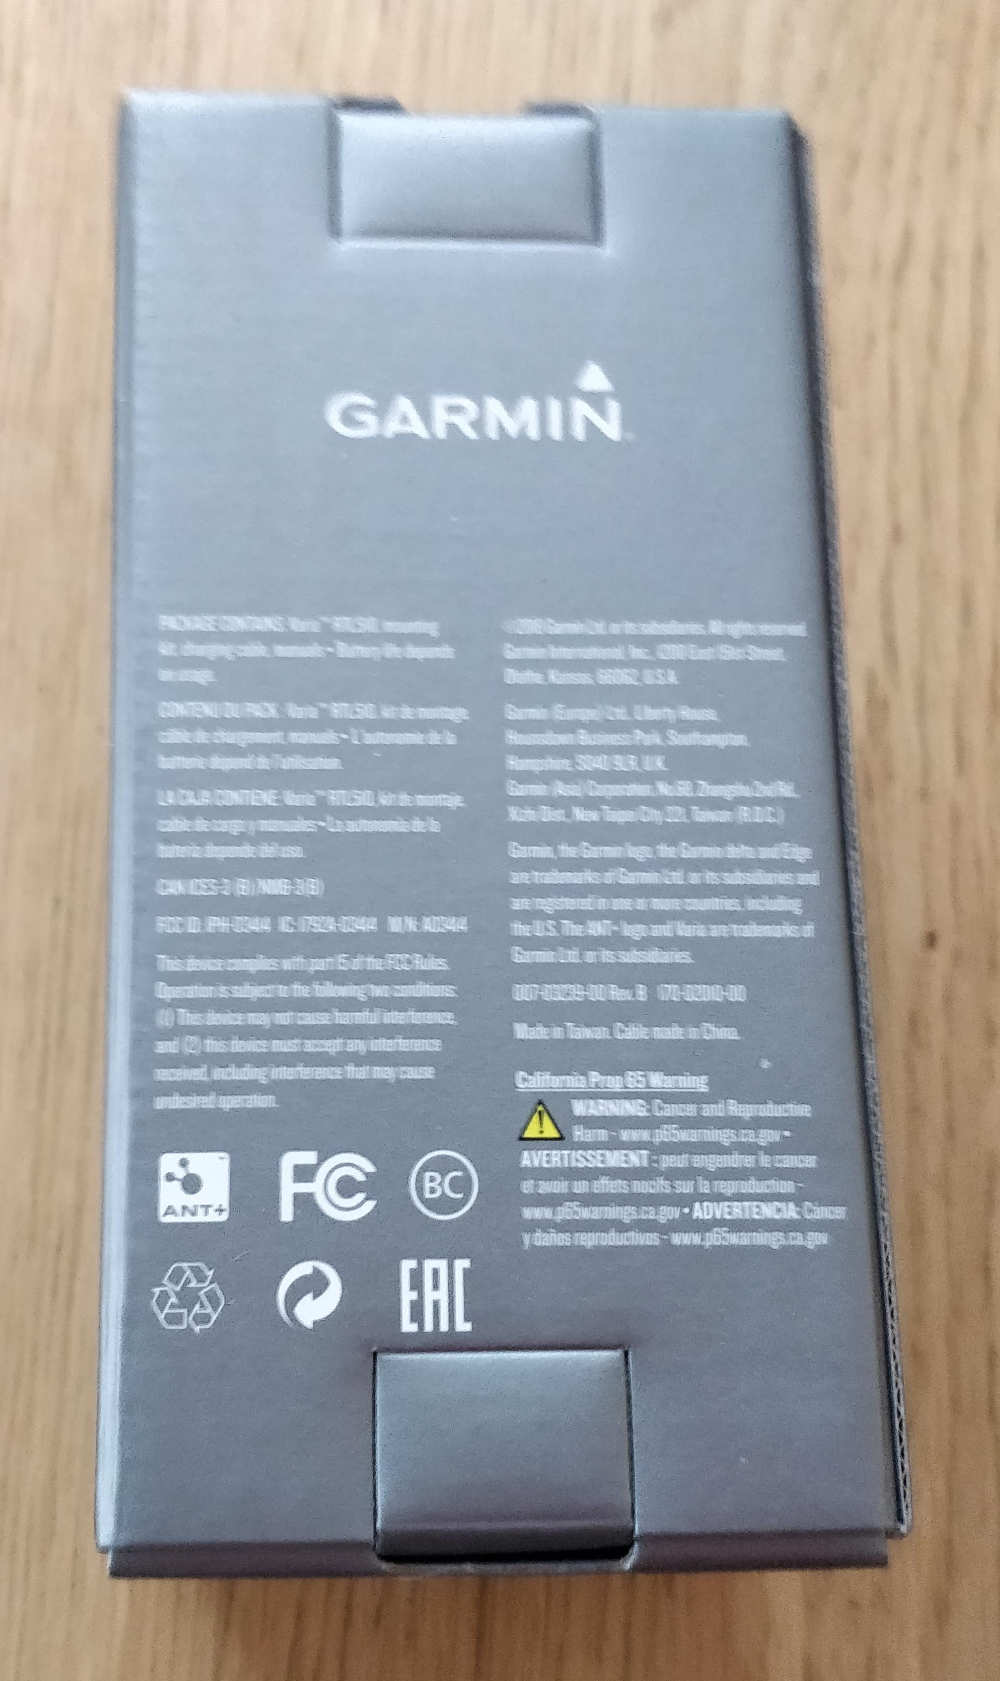 GARMIN
PACKAGE CONTAINS: Varia™ RTL510, mounting
kit, charging cable, manuals • Battery life depends
on usage.
CONTENU DU PACK : Varia™ RTL510, kit de montage,
câble de chargement, manuels • L'autonomie de la
batterie dépend de l'utilisation.
LA CAJA CONTIENE: Varia™ RTL510, kit de montaje,
cable de carga y manuales • La autonomía de la
batería depende del uso.
CAN ICES-3 (B) / NMB-3 (B)
FCC ID: IPH-03414 IC: 1792A-03414 M/N: A03414
This device complies with part 15 of the FCC Rules.
Operation is subject to the following two conditions:
(1) This device may not cause harmful interference,
and (2) this device must accept any interference
received, including interference that may cause
undesired operation.
ANT+
FC
BC
EAC
Garmin Ltd. or its subsidiaries. All rights reserved.
Garmin International, Inc., 1200 East 151st Street,
Olathe, Kansas, 66062, U.S.A.
Garmin (Europe) Ltd., Liberty House,
Hounsdown Business Park, Southampton,
Hampshire, SO40 9LR, U.K.
Garmin (Asia) Corporation, No.68, Zhangshu 2nd Rd.,
Xizhi Dist., New Taipei City 221, Taiwan (R.O.C.)
Garmin, the Garmin logo, the Garmin delta and Edge
are trademarks of Garmin Ltd. or its subsidiaries and
are registered in one or more countries, including
the U.S. The ANT+ logo and Varia are trademarks of
Garmin Ltd. or its subsidiaries.
Rev. B
Made in Taiwan. Cable made in China.
California Prop 65 Warning
WARNING: Cancer and Reproductive
Harm - www.p65warnings.ca.gov •
AVERTISSEMENT : peut engendrer le cancer
et avoir un effets nocifs sur la reproduction -
www.p65warnings.ca.gov • ADVERTENCIA: Cáncer
y daños reproductivos - www.p65warnings.ca.gov